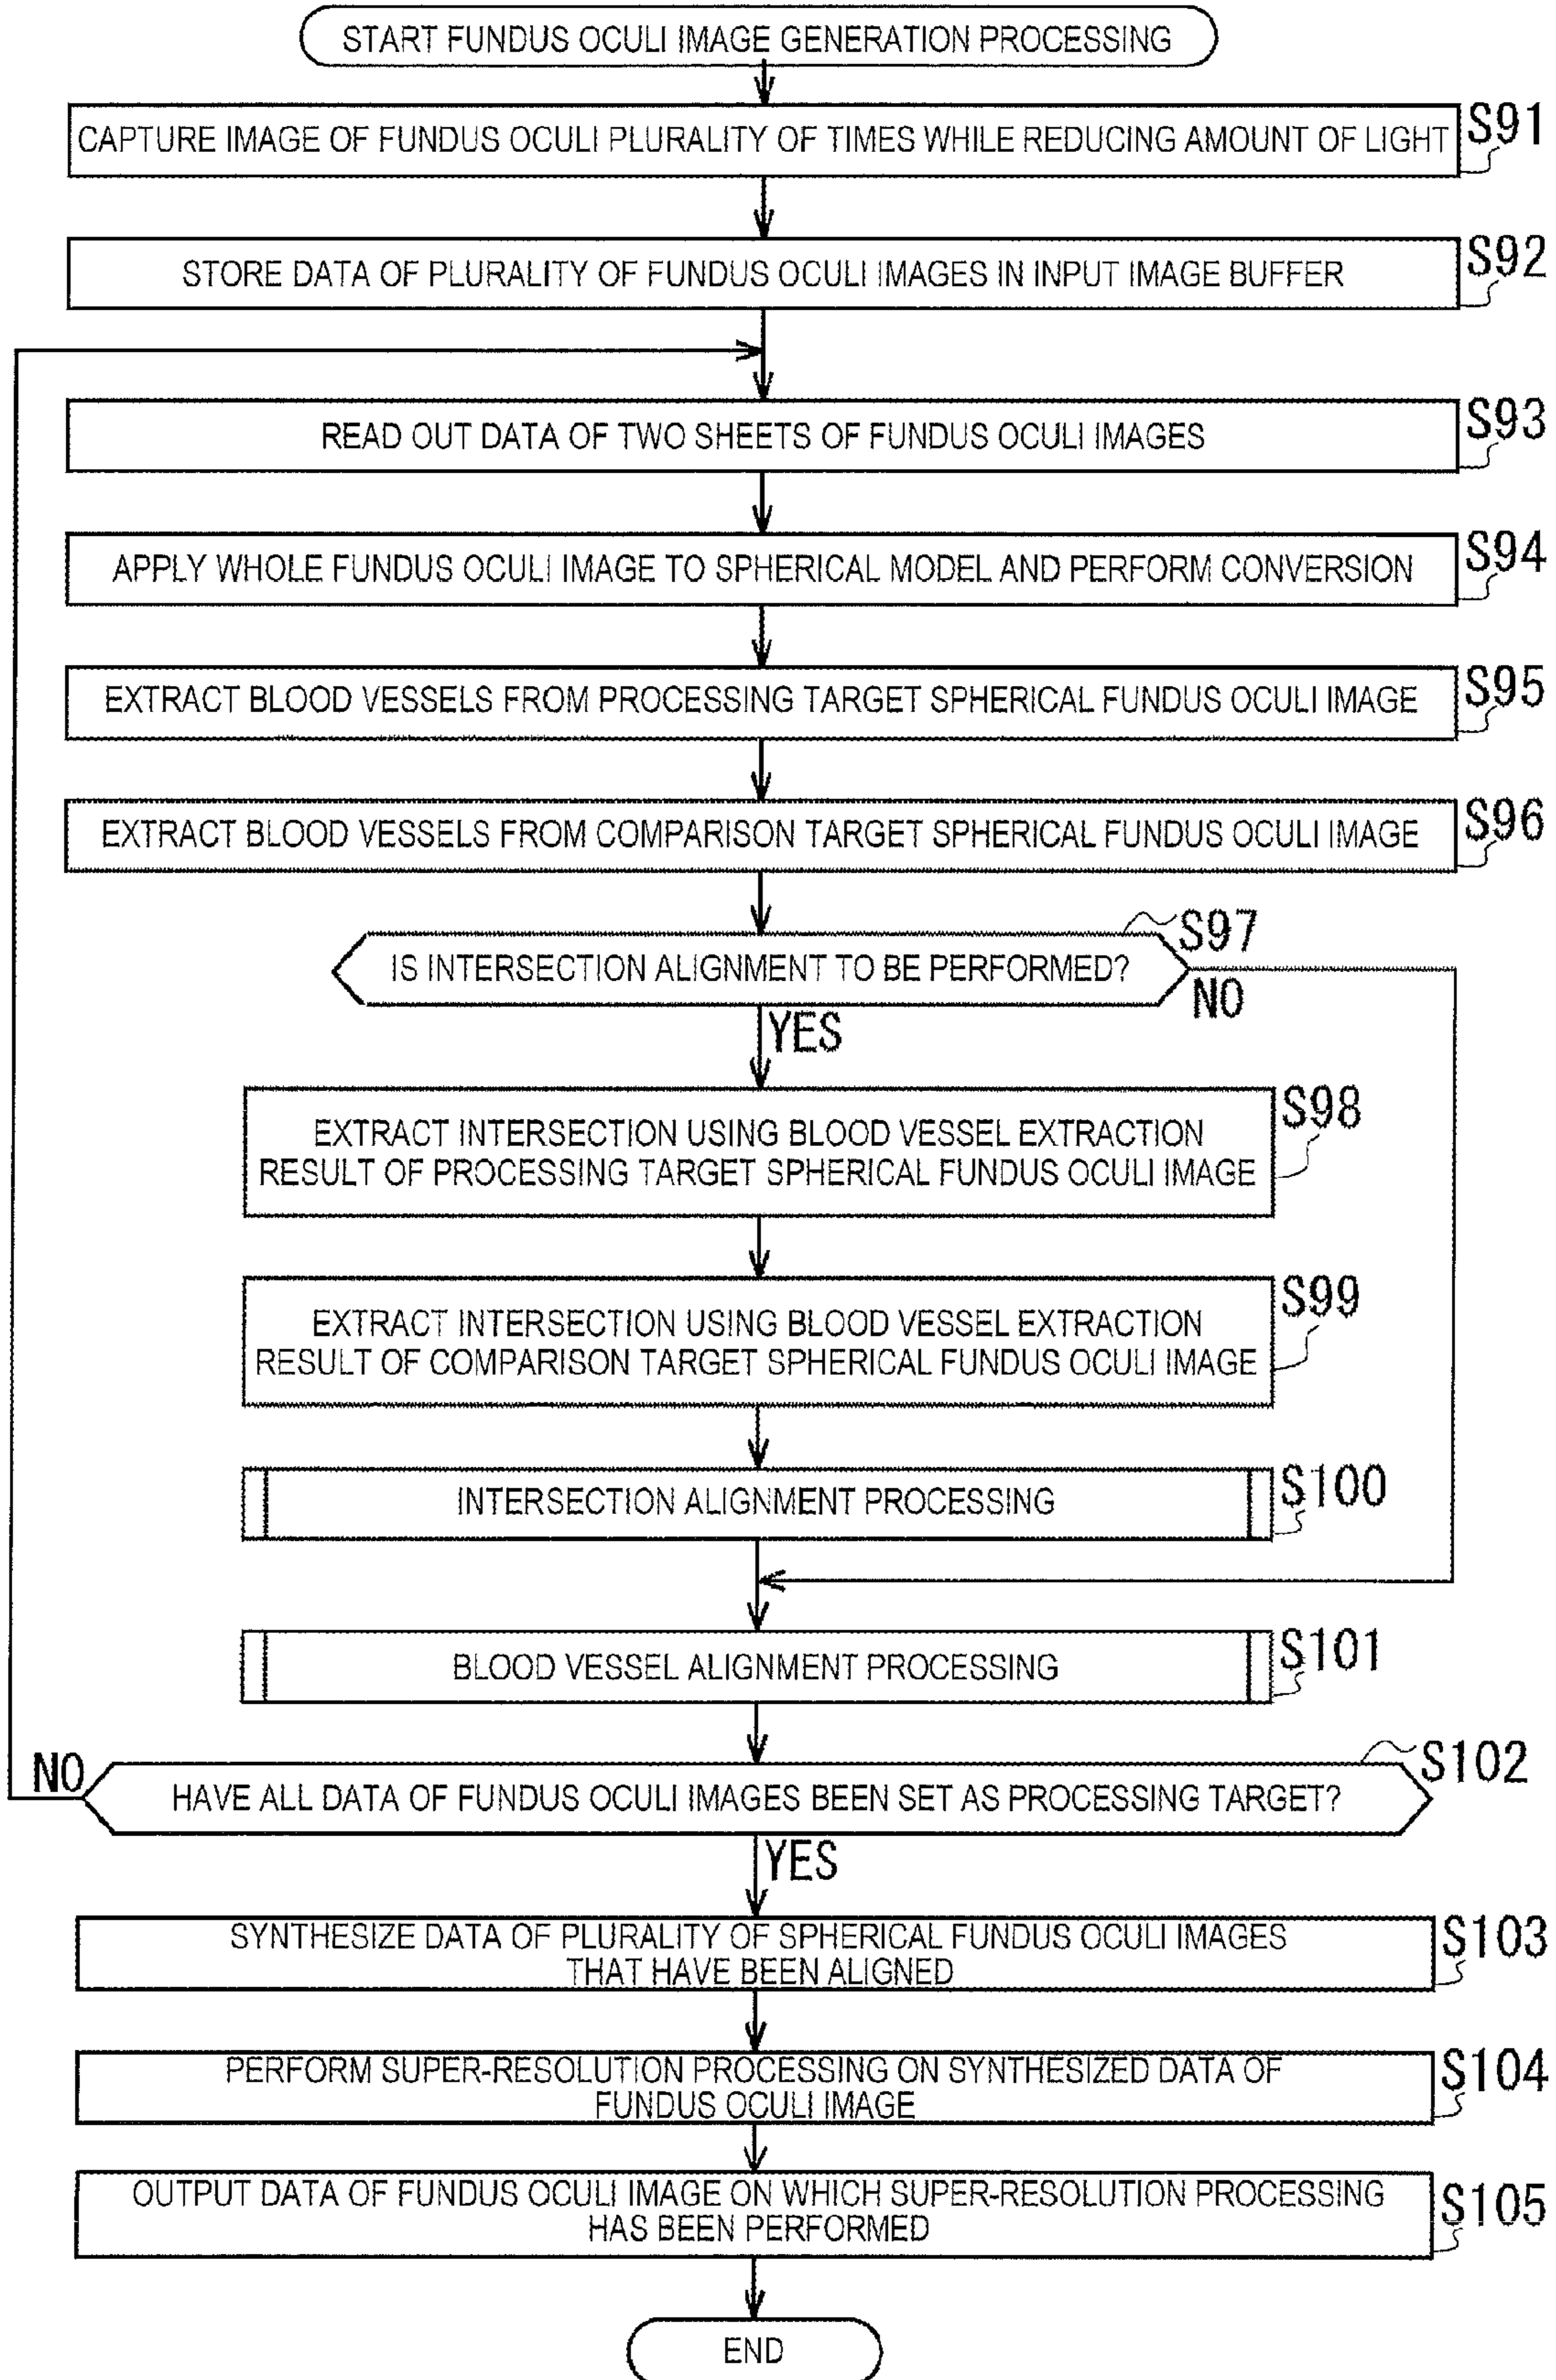 START FUNDUS OCULI IMAGE GENERATION PROCESSING
CAPTURE IMAGE OF FUNDUS OCULI PLURALITY OF TIMES WHILE REDUCING AMOUNT OF LIGHT
S91
STORE DATA OF PLURALITY OF FUNDUS OCULI IMAGES IN INPUT IMAGE BUFFER
S92
READ OUT DATA OF TWO SHEETS OF FUNDUS OCULI IMAGES
S93
APPLY WHOLE FUNDUS OCULI IMAGE TO SPHERICAL MODEL AND PERFORM CONVERSION
S94
EXTRACT BLOOD VESSELS FROM PROCESSING TARGET SPHERICAL FUNDUS OCULI IMAGE
S95
EXTRACT BLOOD VESSELS FROM COMPARISON TARGET SPHERICAL FUNDUS OCULI IMAGE
S96
S97
IS INTERSECTION ALIGNMENT TO BE PERFORMED?
NO
YES
EXTRACT INTERSECTION USING BLOOD VESSEL EXTRACTION
RESULT OF PROCESSING TARGET SPHERICAL FUNDUS OCULI IMAGE
S98
EXTRACT INTERSECTION USING BLOOD VESSEL EXTRACTION
RESULT OF COMPARISON TARGET SPHERICAL FUNDUS OCULI IMAGE
S99
INTERSECTION ALIGNMENT PROCESSING
S100
BLOOD VESSEL ALIGNMENT PROCESSING
S101
S102
NO
HAVE ALL DATA OF FUNDUS OCULI IMAGES BEEN SET AS PROCESSING TARGET?
YES
SYNTHESIZE DATA OF PLURALITY OF SPHERICAL FUNDUS OCULI IMAGES
THAT HAVE BEEN ALIGNED
S103
PERFORM SUPER-RESOLUTION PROCESSING ON SYNTHESIZED DATA OF
FUNDUS OCULI IMAGE
S104
OUTPUT DATA OF FUNDUS OCULI IMAGE ON WHICH SUPER-RESOLUTION PROCESSING
HAS BEEN PERFORMED
S105
END